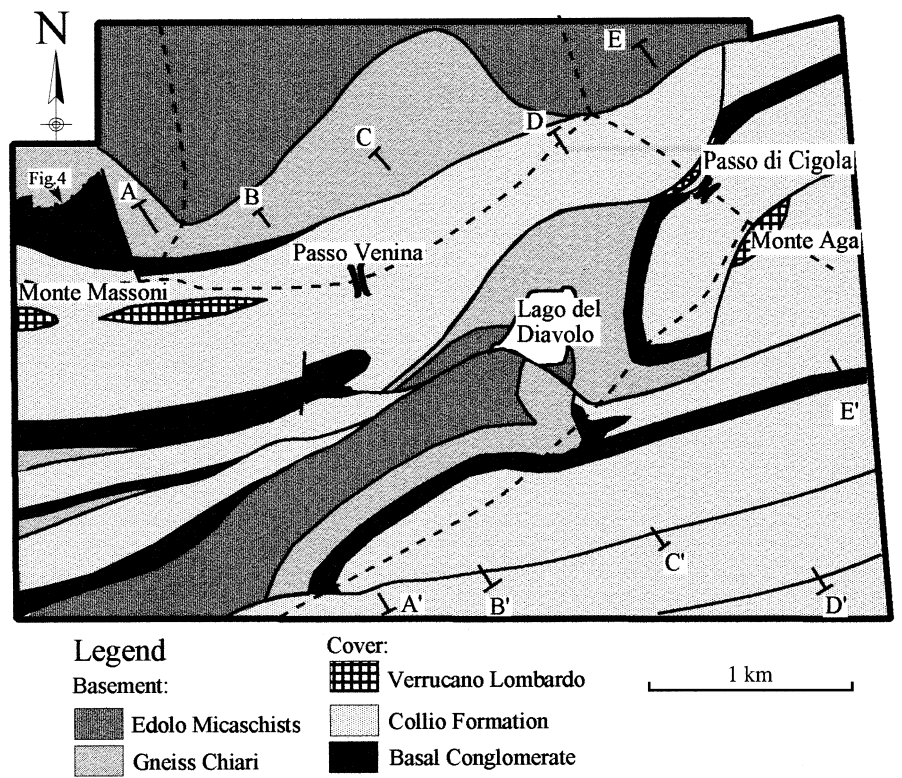 N
E
D
C
Passo di Cigola
Fig.4
A
B
Monte Aga
Passo Venina
Monte Massoni
Lago del
Diavolo
E'
C'
A'
B'
D'
Legend
Basement:
Edolo Micaschists
Gneiss Chiari
Cover:
Verrucano Lombardo
Collio Formation
Basal Conglomerate
1 km